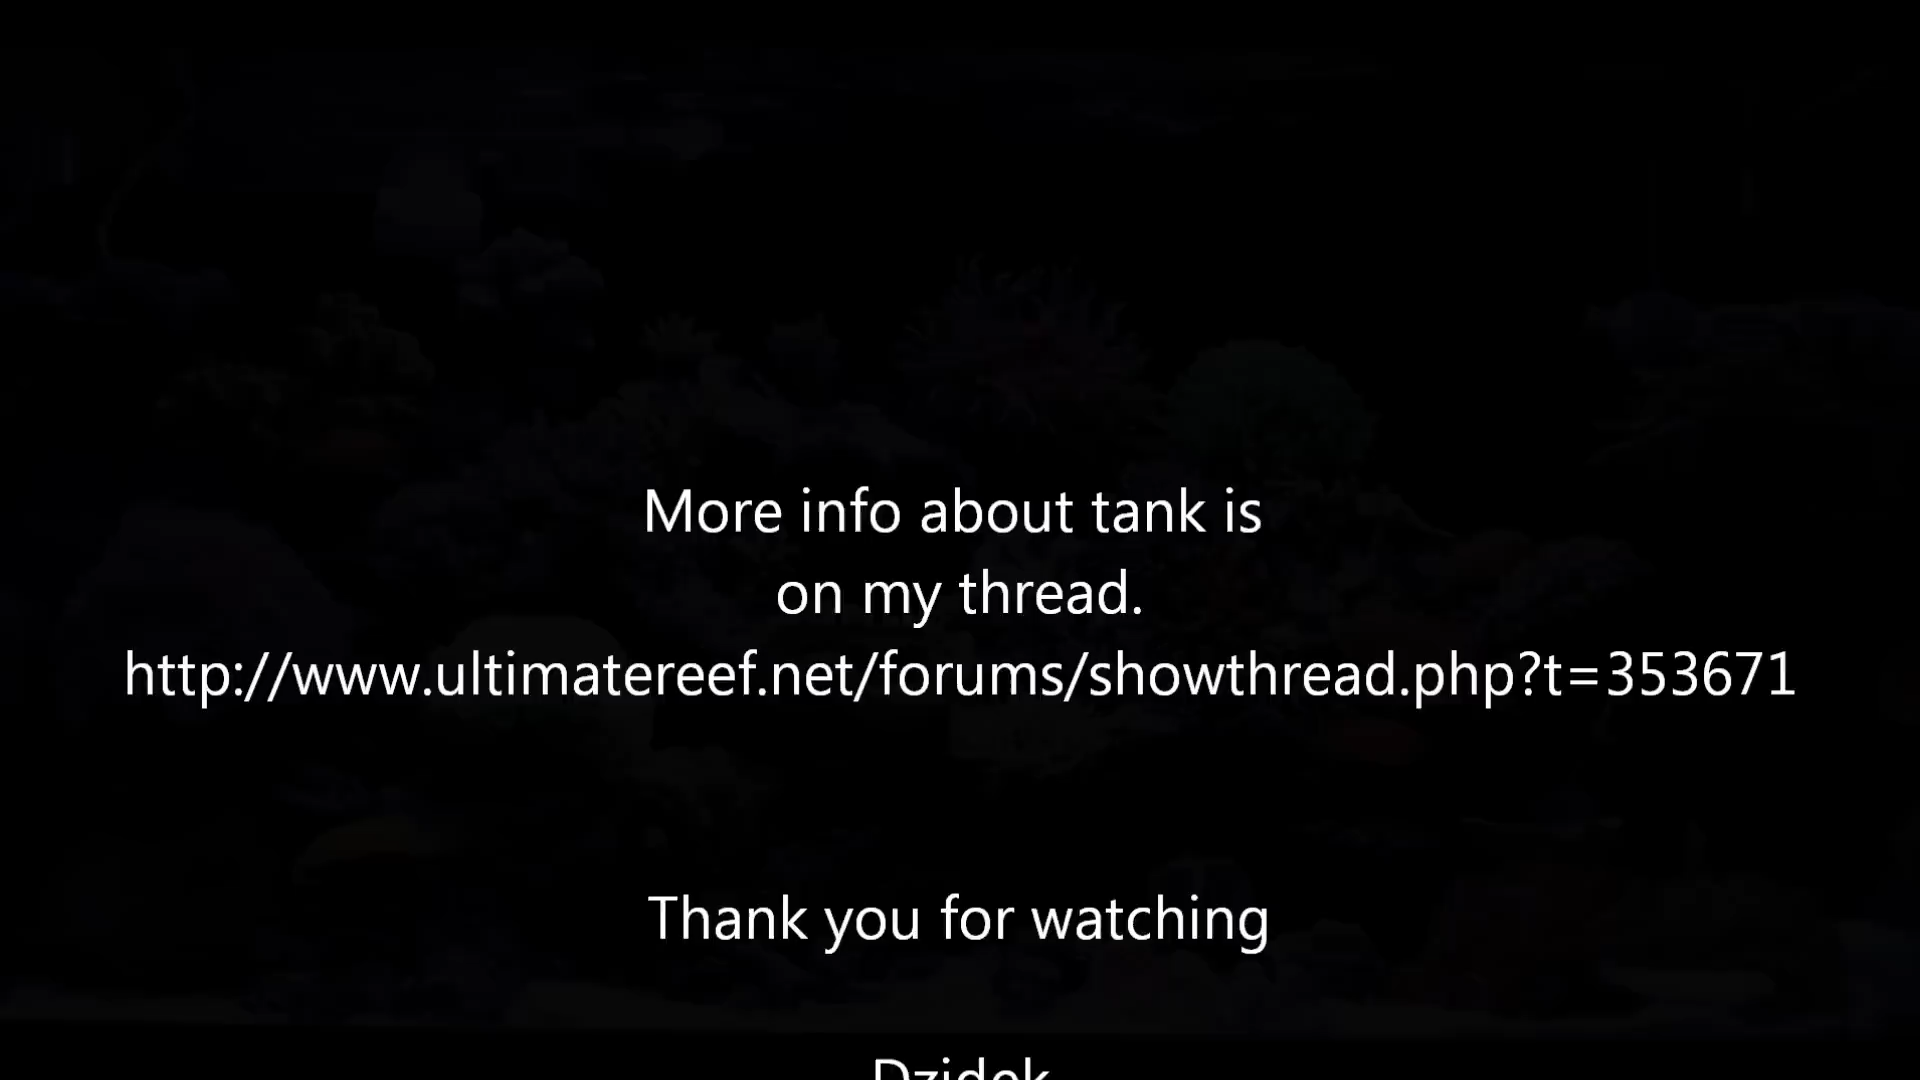 More info about tank is
on my thread.
http://www.ultimatereef.net/forums/showthread.php?t=353671
Thank you for watching
Dzidek